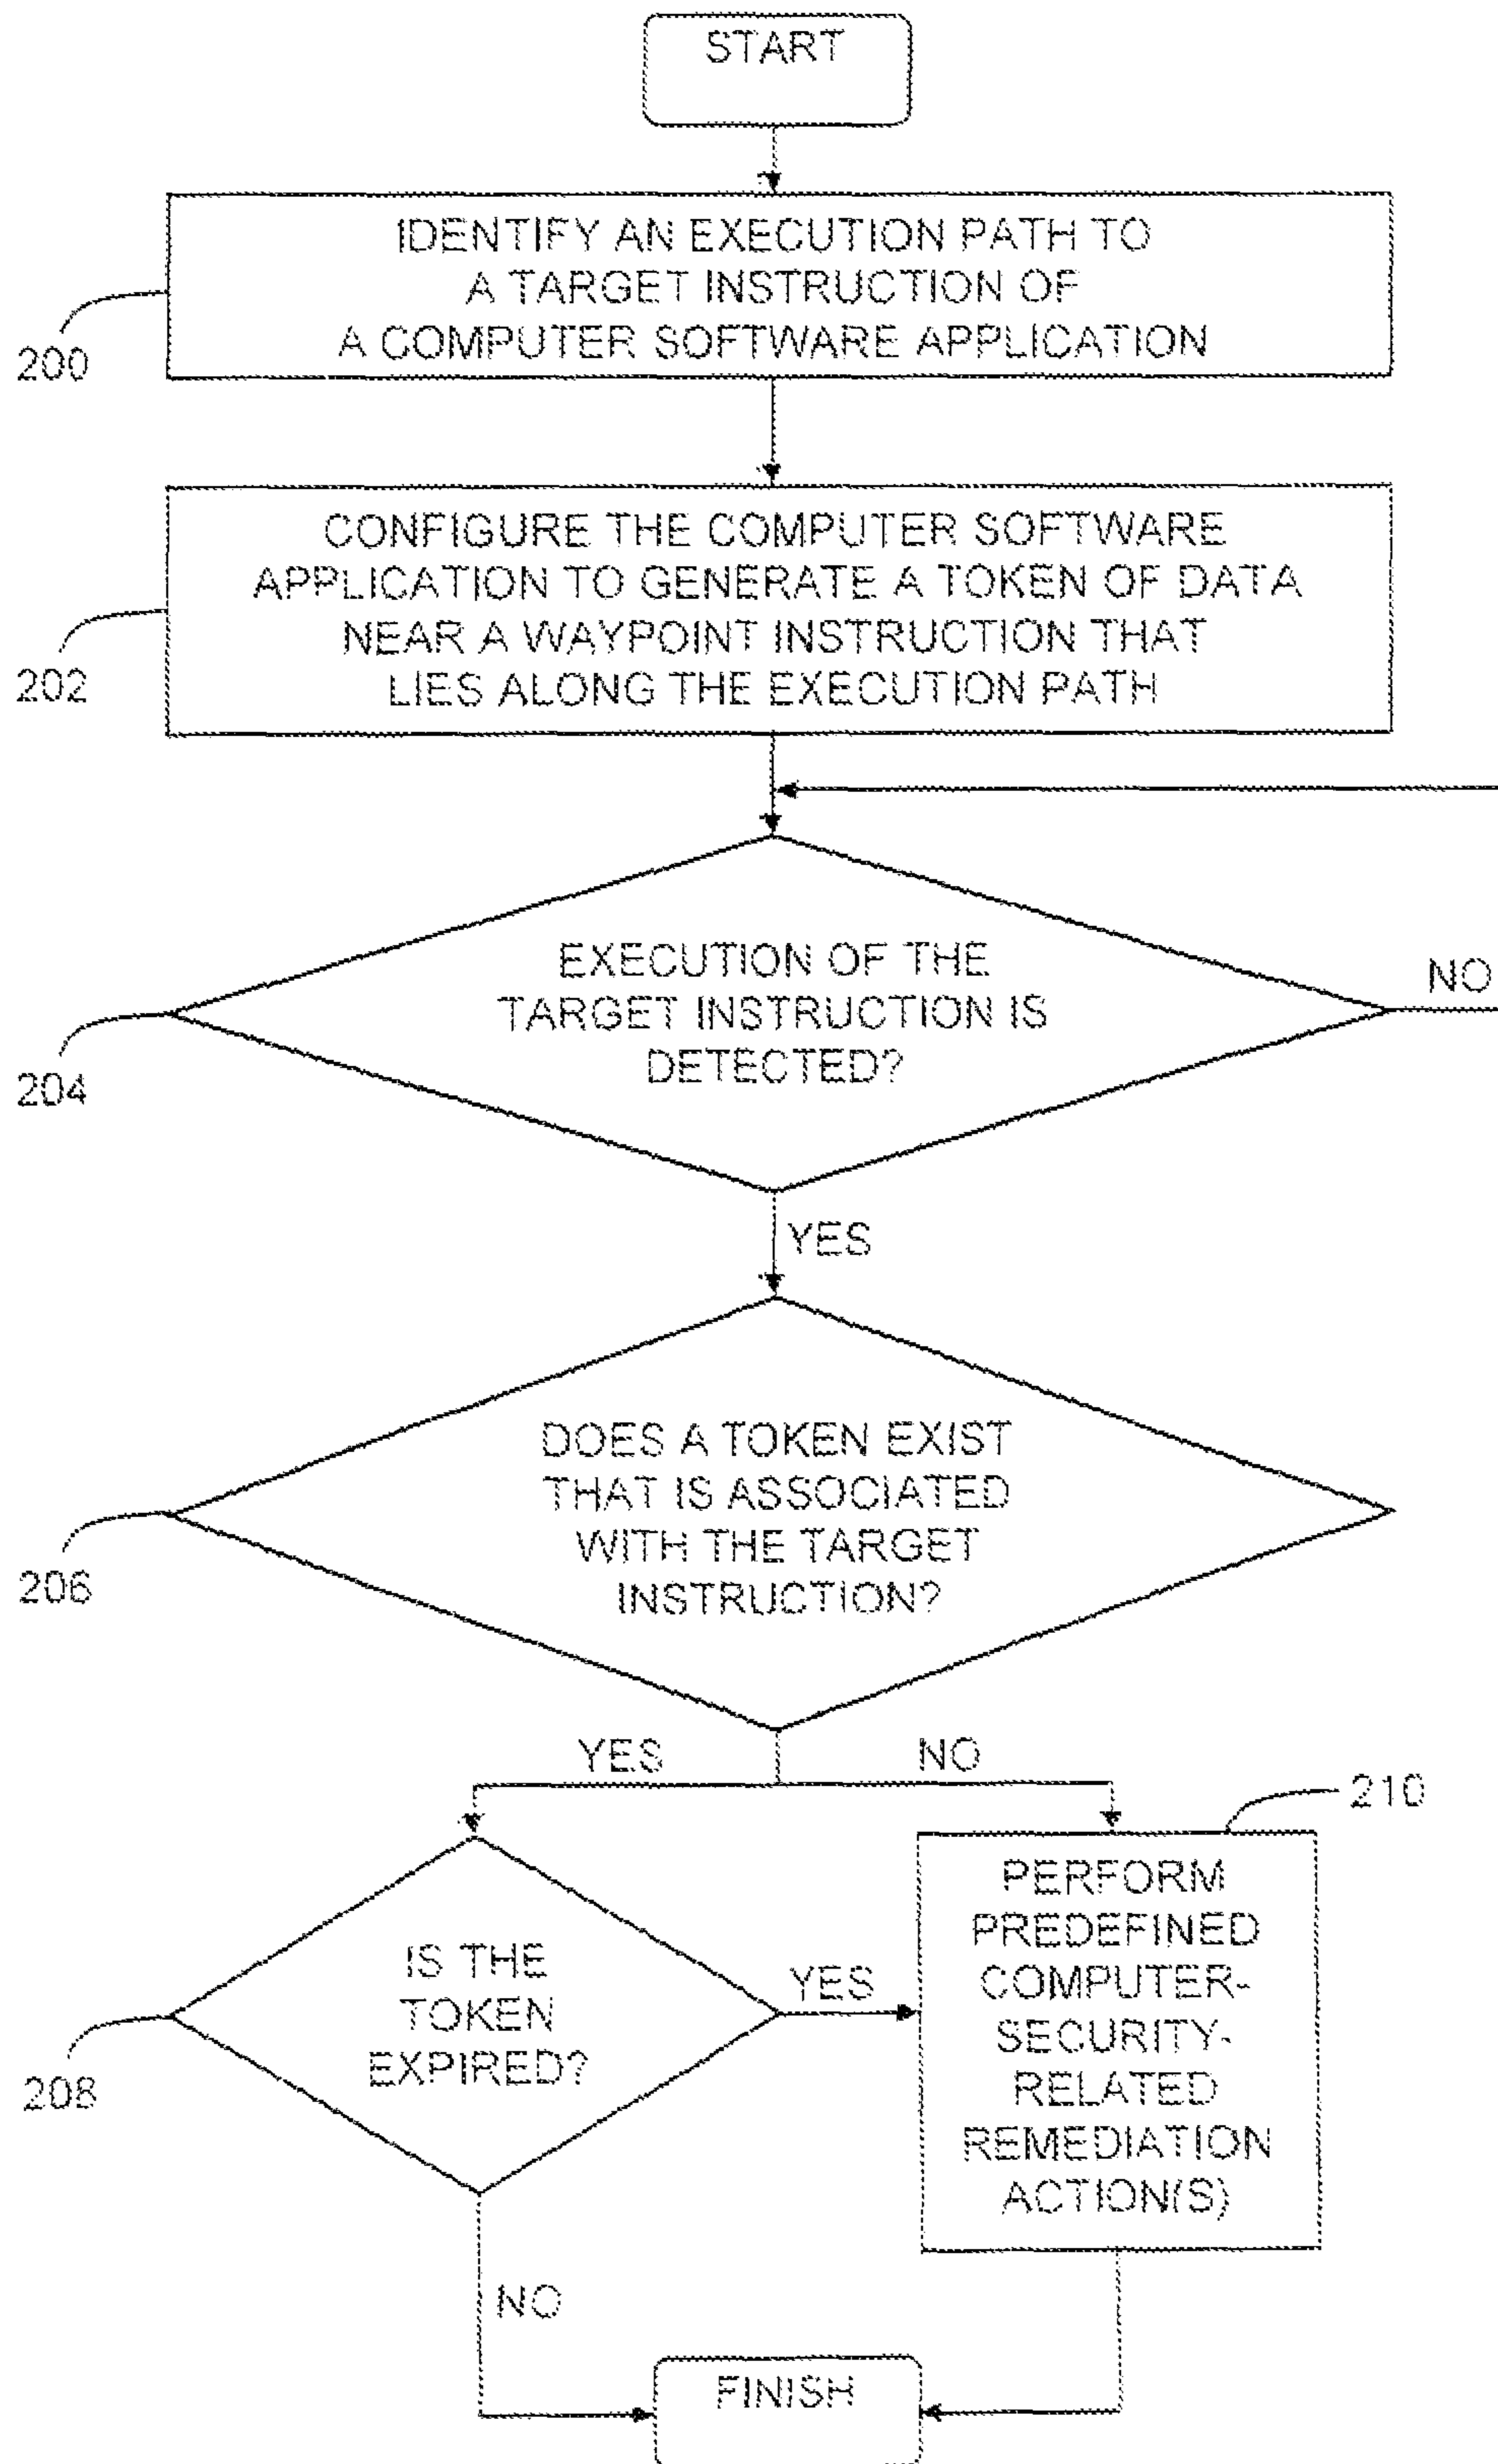 START
IDENTIFY AN EXECUTION PATH TO
A TARGET INSTRUCTION OF
A COMPUTER SOFTWARE APPLICATION
200
CONFIGURE THE COMPUTER SOFTWARE
APPLICATION TO GENERATE A TOKEN OF DATA
NEAR A WAYPOINT INSTRUCTION THAT
LIES ALONG THE EXECUTION PATH
202
EXECUTION OF THE
TARGET INSTRUCTION IS
DETECTED?
NO
204
YES
DOES A TOKEN EXIST
THAT IS ASSOCIATED
WITH THE TARGET
INSTRUCTION?
206
YES
NO
210
IS THE
TOKEN
EXPIRED?
YES
208
PERFORM
PREDEFINED
COMPUTER-
SECURITY-
RELATED
REMEDIATION
ACTION(S)
NO
FINISH